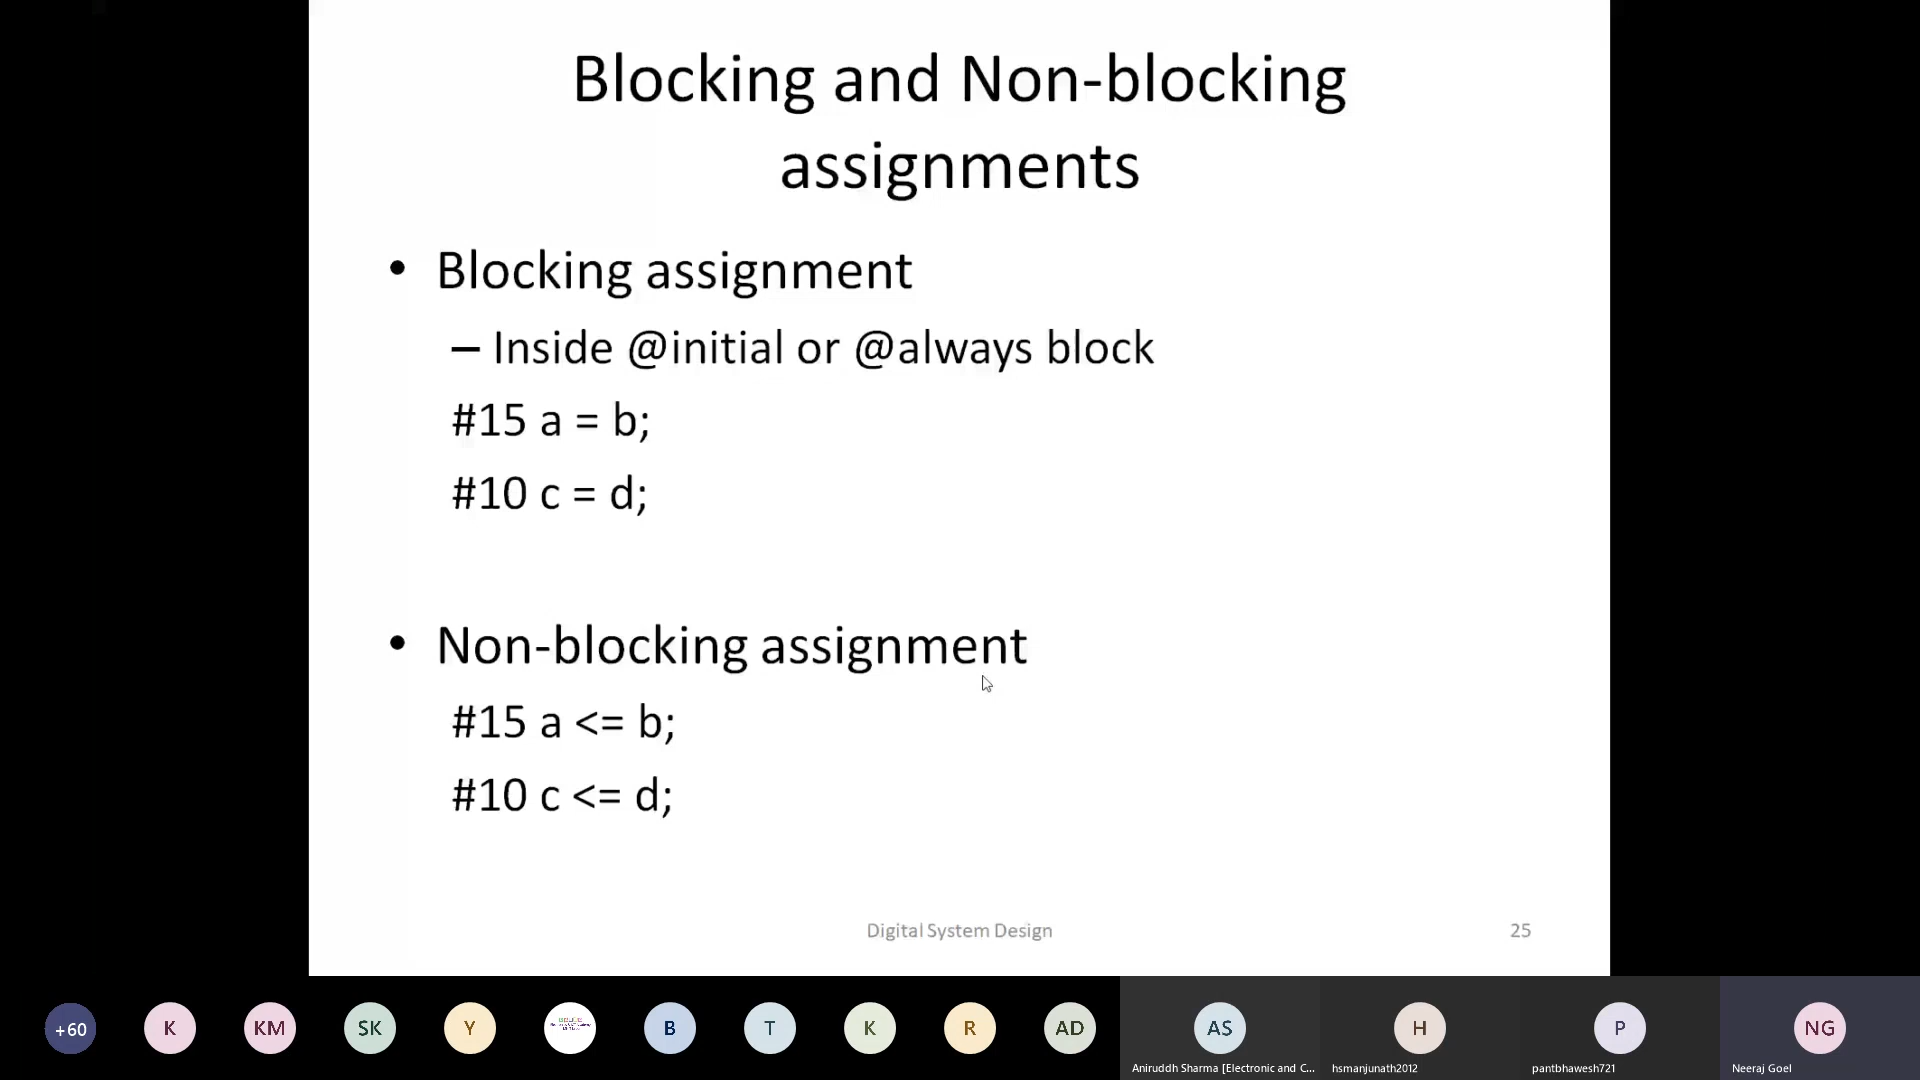 Blocking and Non-blocking
assignments
• Blocking assignment
– Inside @initial or @always block
#15 a = b;
#10 c = d;
• Non-blocking assignment
#15 a <= b;
#10 c <= d;
Digital System Design
25
+60
K
KM
SK
Y
B
T
K
R
AD
AS
H
P
NG
Aniruddh Sharma [Electronic and C...
hsmanjunath2012
pantbhawesh721
Neeraj Goel